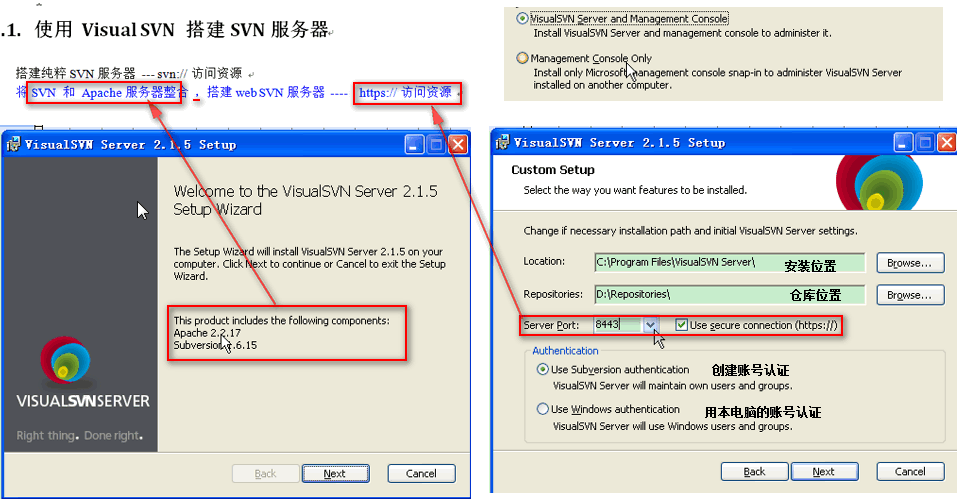 .1. 使用 Visual SVN 搭建 SVN 服务器
搭建纯粹 SVN 服务器 --- svn:// 访问资源
将 SVN 和 Apache 服务器整合，搭建 web SVN 服务器 ---- https:// 访问资源
VisualSVN Server and Management Console
Install VisualSVN Server and management console to administer it.
Management Console Only
Install only Microsoft management console snap-in to administer VisualSVN Server
installed on another computer.
VisualSVN Server 2.1.5 Setup
Welcome to the VisualSVN Server 2.1.5
Setup Wizard
The Setup Wizard will install VisualSVN Server 2.1.5 on your
computer. Click Next to continue or Cancel to exit the Setup
Wizard.
This product includes the following components:
Apache 2.2.17
Subversion 1.6.15
VISUALSVNSERVER
Right thing. Done right.
Back
Next
Cancel
VisualSVN Server 2.1.5 Setup
Custom Setup
Select the way you want features to be installed.
Change if necessary installation path and initial VisualSVN Server settings.
Location: C:\Program Files\VisualSVN Server\ 安装位置 Browse...
Repositories: D:\Repositories\ 仓库位置 Browse...
Server Port: 8443 Use secure connection (https://)
Authentication
Use Subversion authentication 创建账号认证
VisualSVN Server will maintain own users and groups.
Use Windows authentication 用本电脑的账号认证
VisualSVN Server will use Windows users and groups.
Back
Next
Cancel